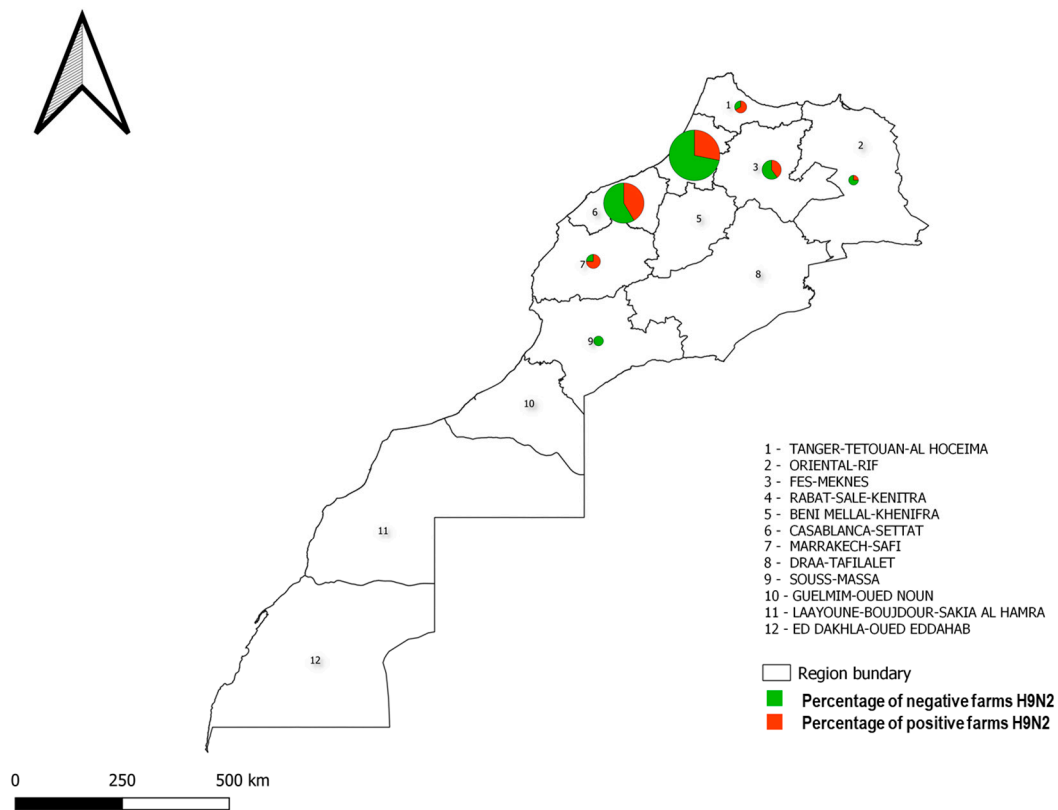 1
2
3
5
6
7
8
9
10
11
12
1 - TANGER-TETOUAN-AL HOCEIMA
2 - ORIENTAL-RIF
3 - FES-MEKNES
4 - RABAT-SALE-KENITRA
5 - BENI MELLAL-KHENIFRA
6 - CASABLANCA-SETTAT
7 - MARRAKECH-SAFI
8 - DRAA-TAFILALET
9 - SOUSS-MASSA
10 - GUELMIM-OUED NOUN
11 - LAAYOUNE-BOUJDOUR-SAKIA AL HAMRA
12 - ED DAKHLA-OUED EDDAHAB
Region bundary
Percentage of negative farms H9N2
Percentage of positive farms H9N2
0 250 500 km